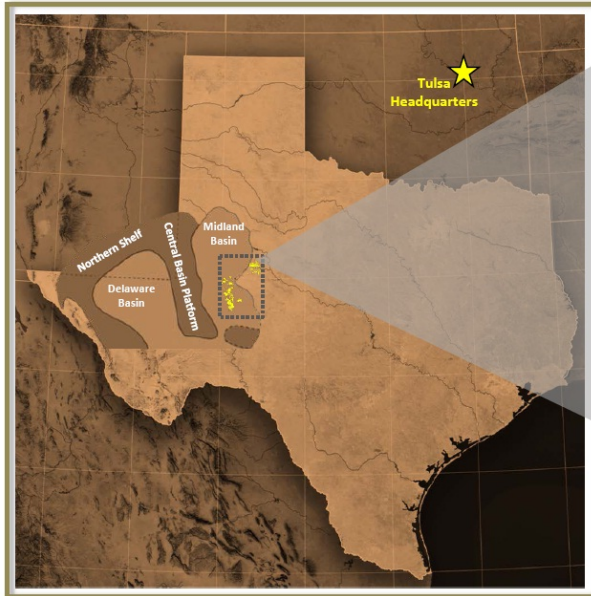 Tulsa
Headquarters
Midland
Basin
Northern Shelf
Central Basin Platform
Delaware
Basin